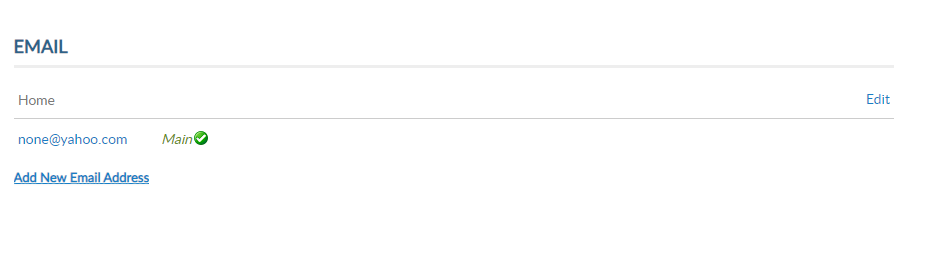 EMAIL
Home Edit
none@yahoo.com Main
Add New Email Address